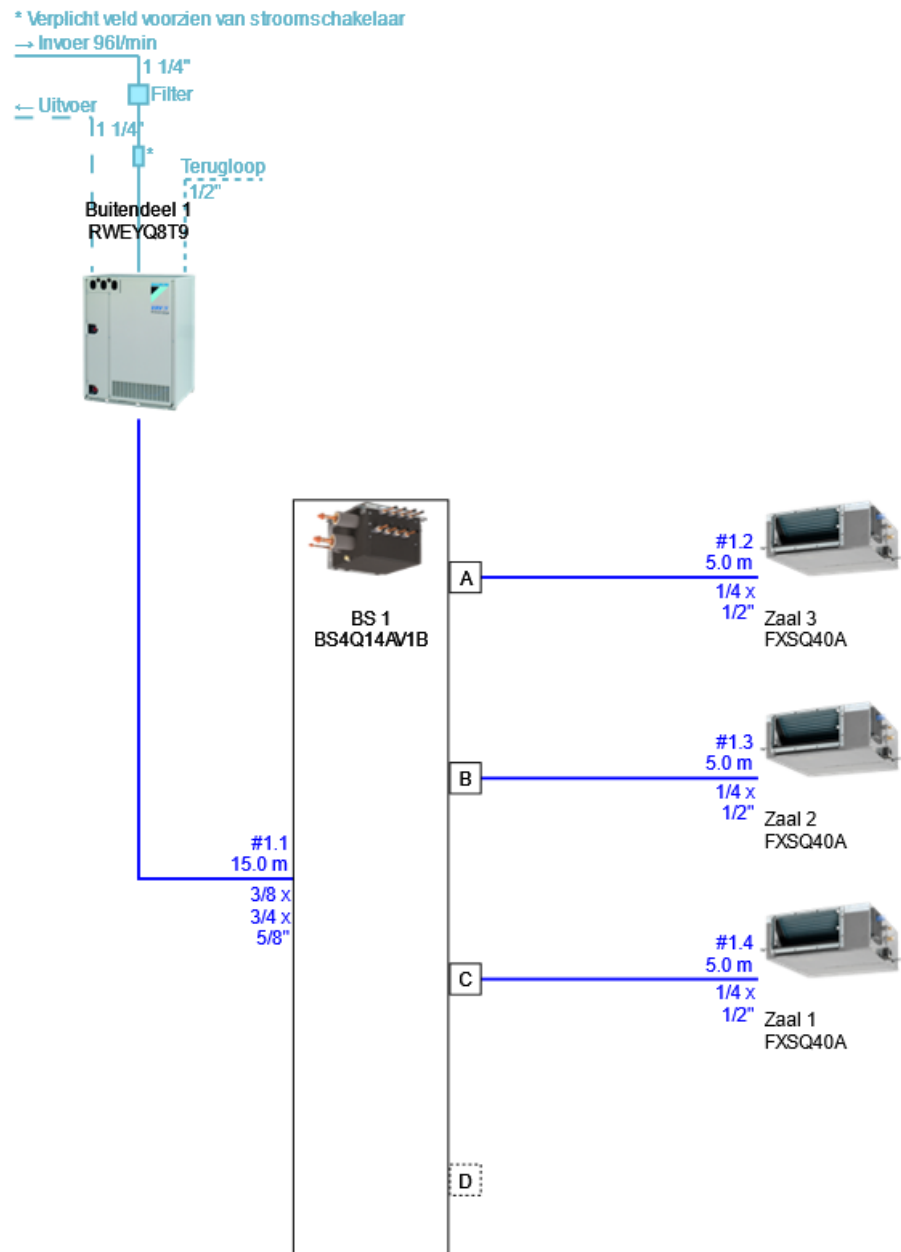 * Verplicht veld voorzien van stroomschakelaar
→ Invoer 96l/min
1 1/4"
Filter
← Uitvoer
1 1/4"
*
Terugloop
1/2"
Buitendeel 1
RWEYQ8T9
BS 1
BS4Q14AV1B
A
#1.2
5.0 m
1/4 x
1/2"
Zaal 3
FXSQ40A
B
#1.3
5.0 m
1/4 x
1/2"
Zaal 2
FXSQ40A
#1.1
15.0 m
3/8 x
3/4 x
5/8"
C
#1.4
5.0 m
1/4 x
1/2"
Zaal 1
FXSQ40A
D